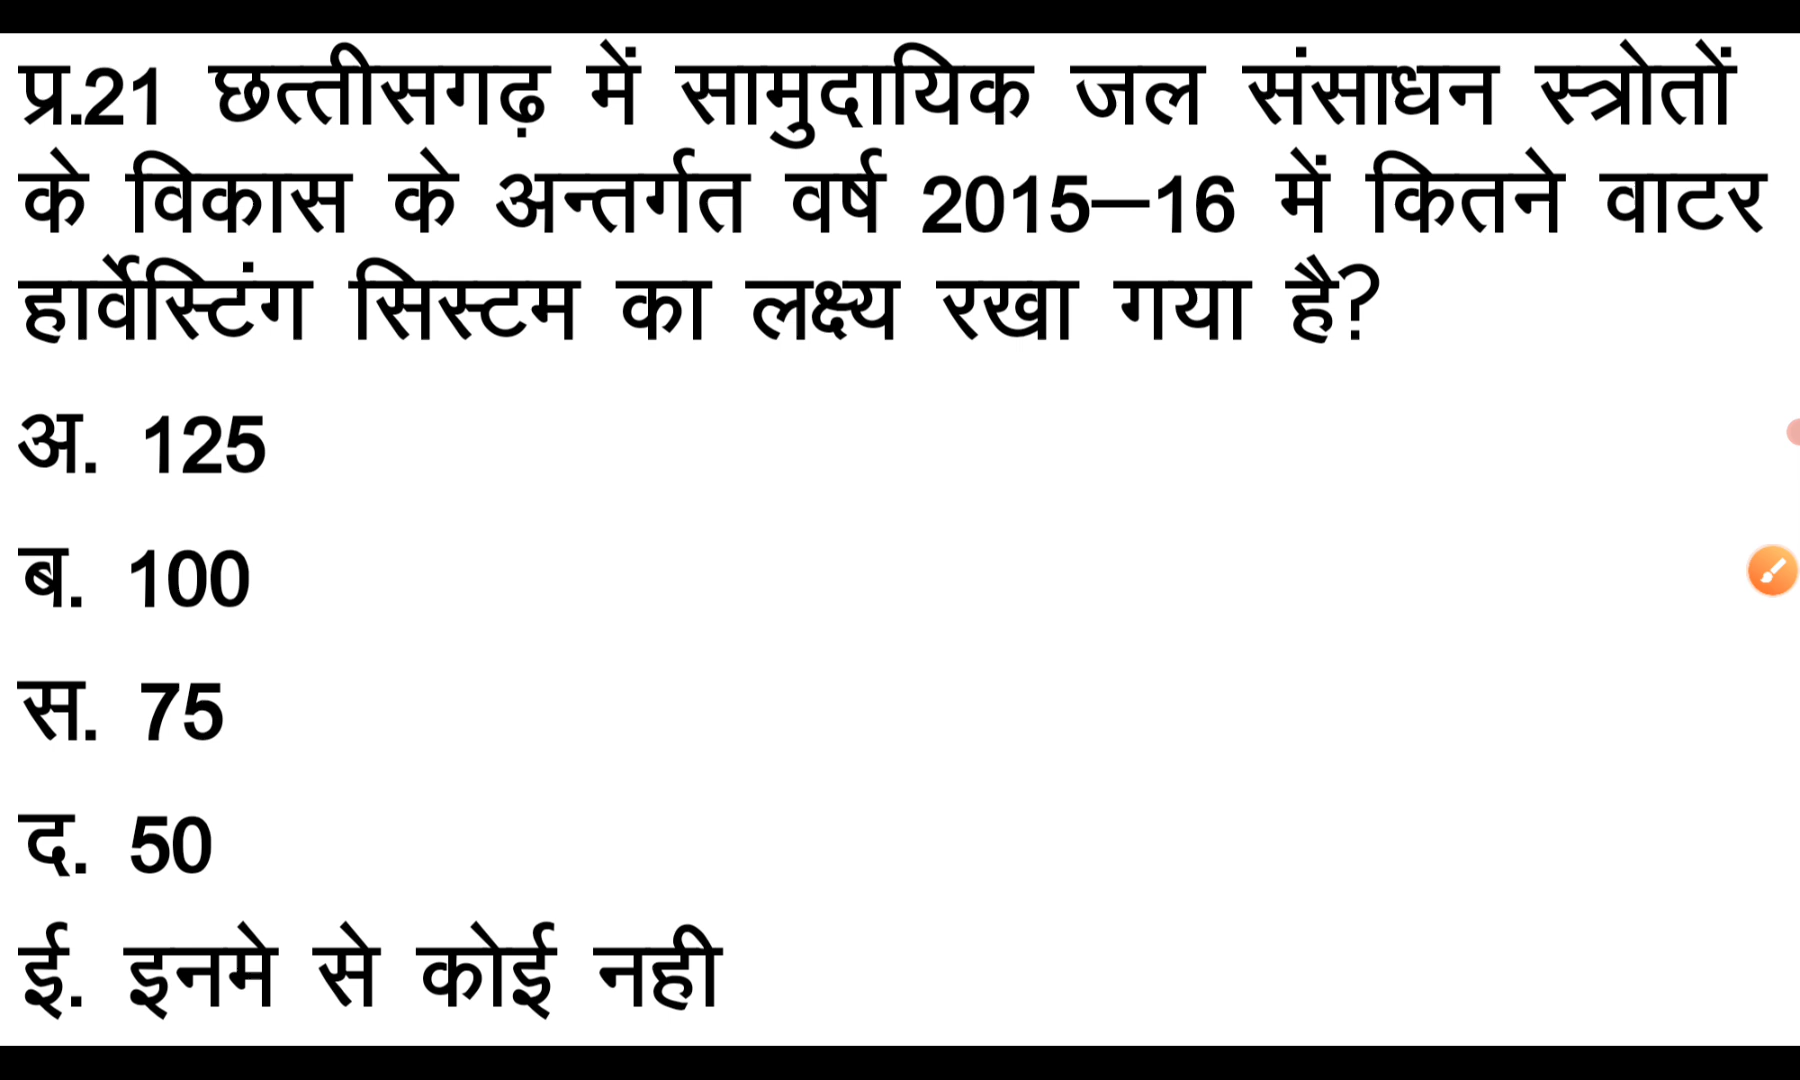 प्र.21 छत्तीसगढ़ में सामुदायिक जल संसाधन स्त्रोतों
के विकास के अन्तर्गत वर्ष 2015–16 में कितने वाटर
हार्वेस्टिंग सिस्टम का लक्ष्य रखा गया है?
अ. 125
ब. 100
स. 75
द. 50
ई. इनमे से कोई नही